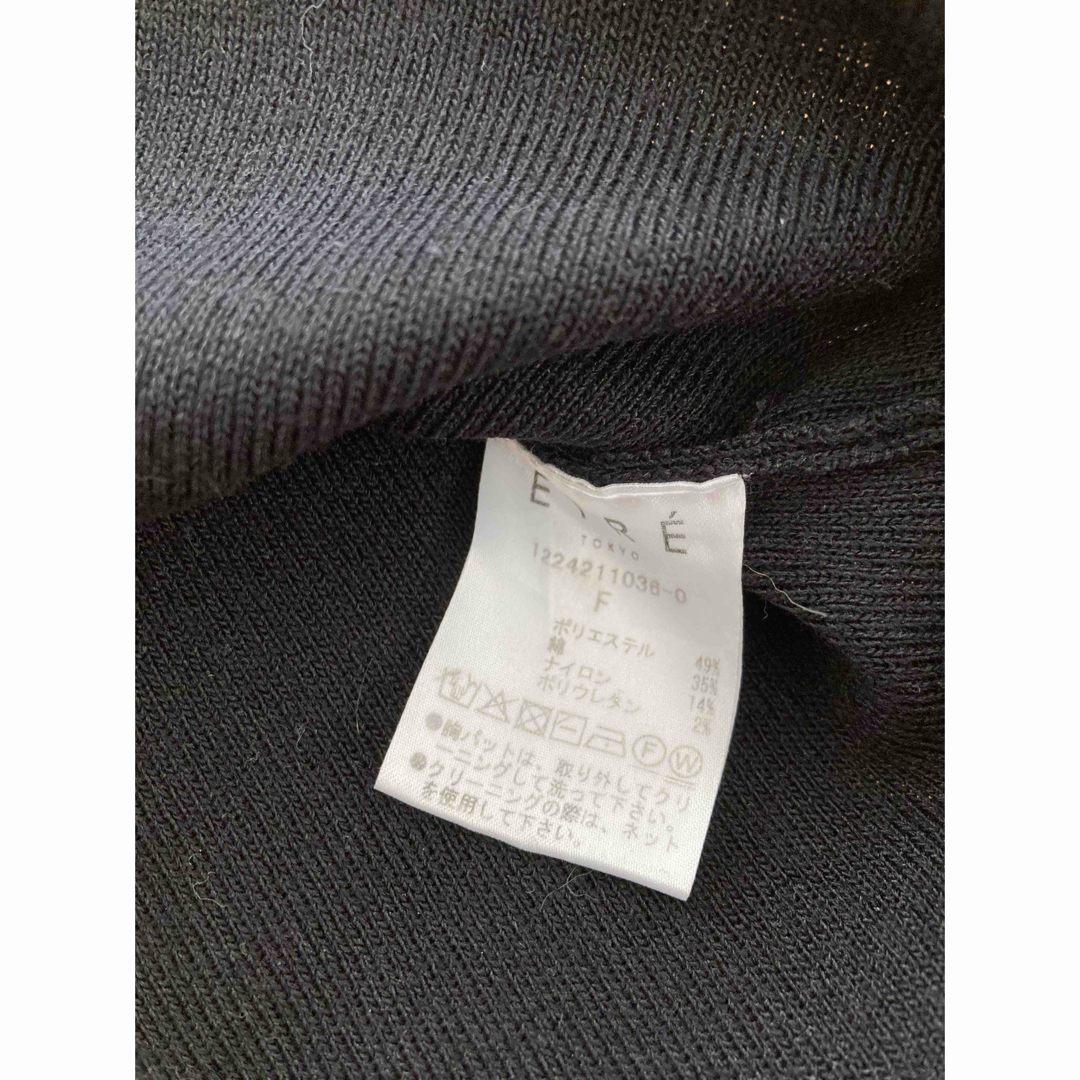 É
TOKYO
1224211036-0
F
ポリエステル 49%
綿 35%
ナイロン 14%
ポリウレタン 2%
F W
●胸パットは、取り外してクリ
ーニングして洗って下さい。
●クリーニングの際は、ネット
を使用して下さい。